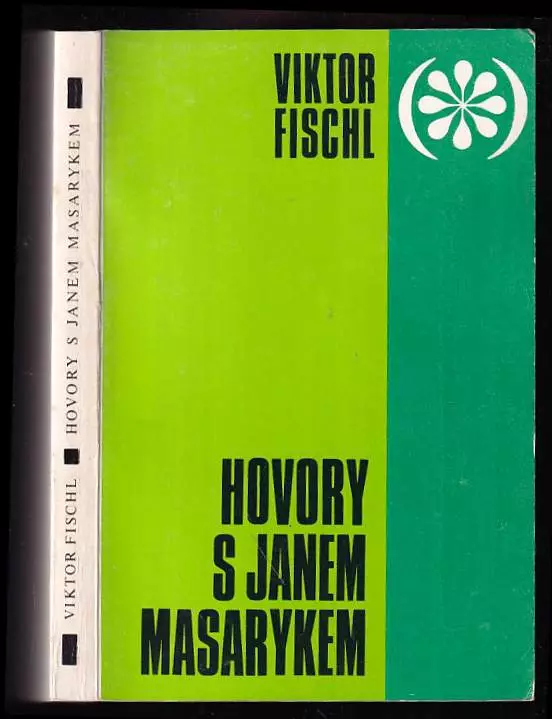 VIKTOR
FISCHL
HOVORY
S JANEM
MASARYKEM
VIKTOR FISCHL HOVORY S JANEM MASARYKEM